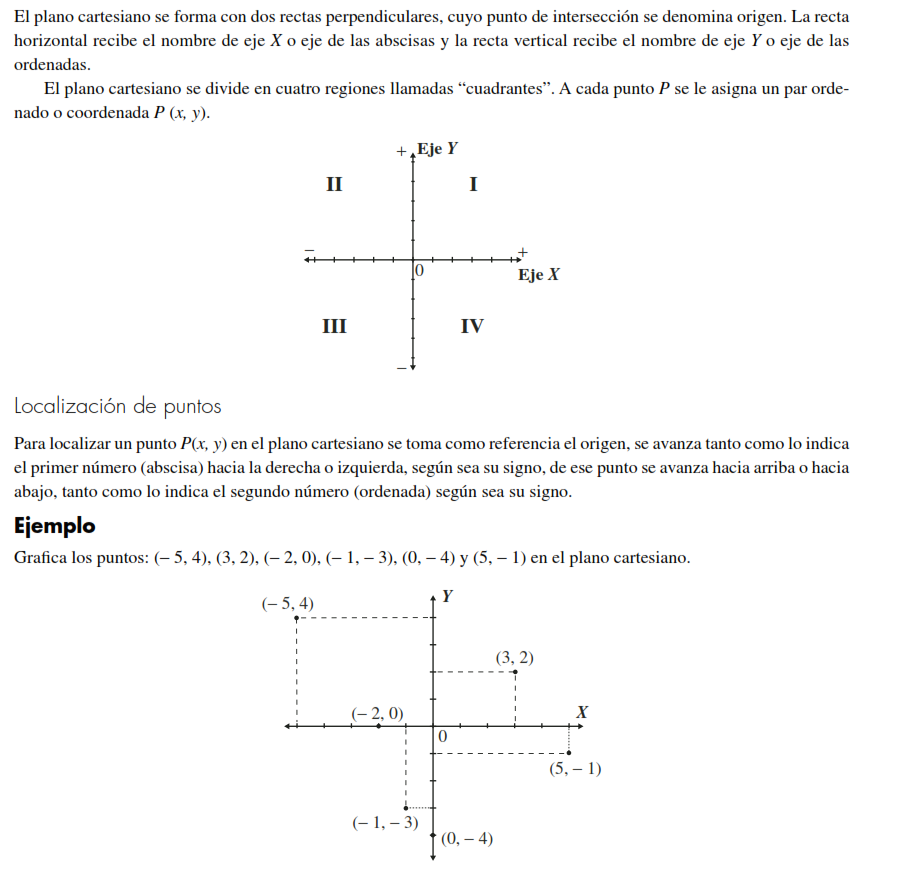 El plano cartesiano se forma con dos rectas perpendiculares, cuyo punto de intersección se denomina origen. La recta
horizontal recibe el nombre de eje X o eje de las abscisas y la recta vertical recibe el nombre de eje Y o eje de las
ordenadas.
El plano cartesiano se divide en cuatro regiones llamadas “cuadrantes”. A cada punto P se le asigna un par orde-
nado o coordenada P (x, y).
+ Eje Y
II I
– +
0 Eje X
III IV
–
Localización de puntos
Para localizar un punto P(x, y) en el plano cartesiano se toma como referencia el origen, se avanza tanto como lo indica
el primer número (abscisa) hacia la derecha o izquierda, según sea su signo, de ese punto se avanza hacia arriba o hacia
abajo, tanto como lo indica el segundo número (ordenada) según sea su signo.
Ejemplo
Grafica los puntos: (– 5, 4), (3, 2), (– 2, 0), (– 1, – 3), (0, – 4) y (5, – 1) en el plano cartesiano.
(– 5, 4) Y
(3, 2)
(– 2, 0) X
0
(5, – 1)
(– 1, – 3)
(0, – 4)